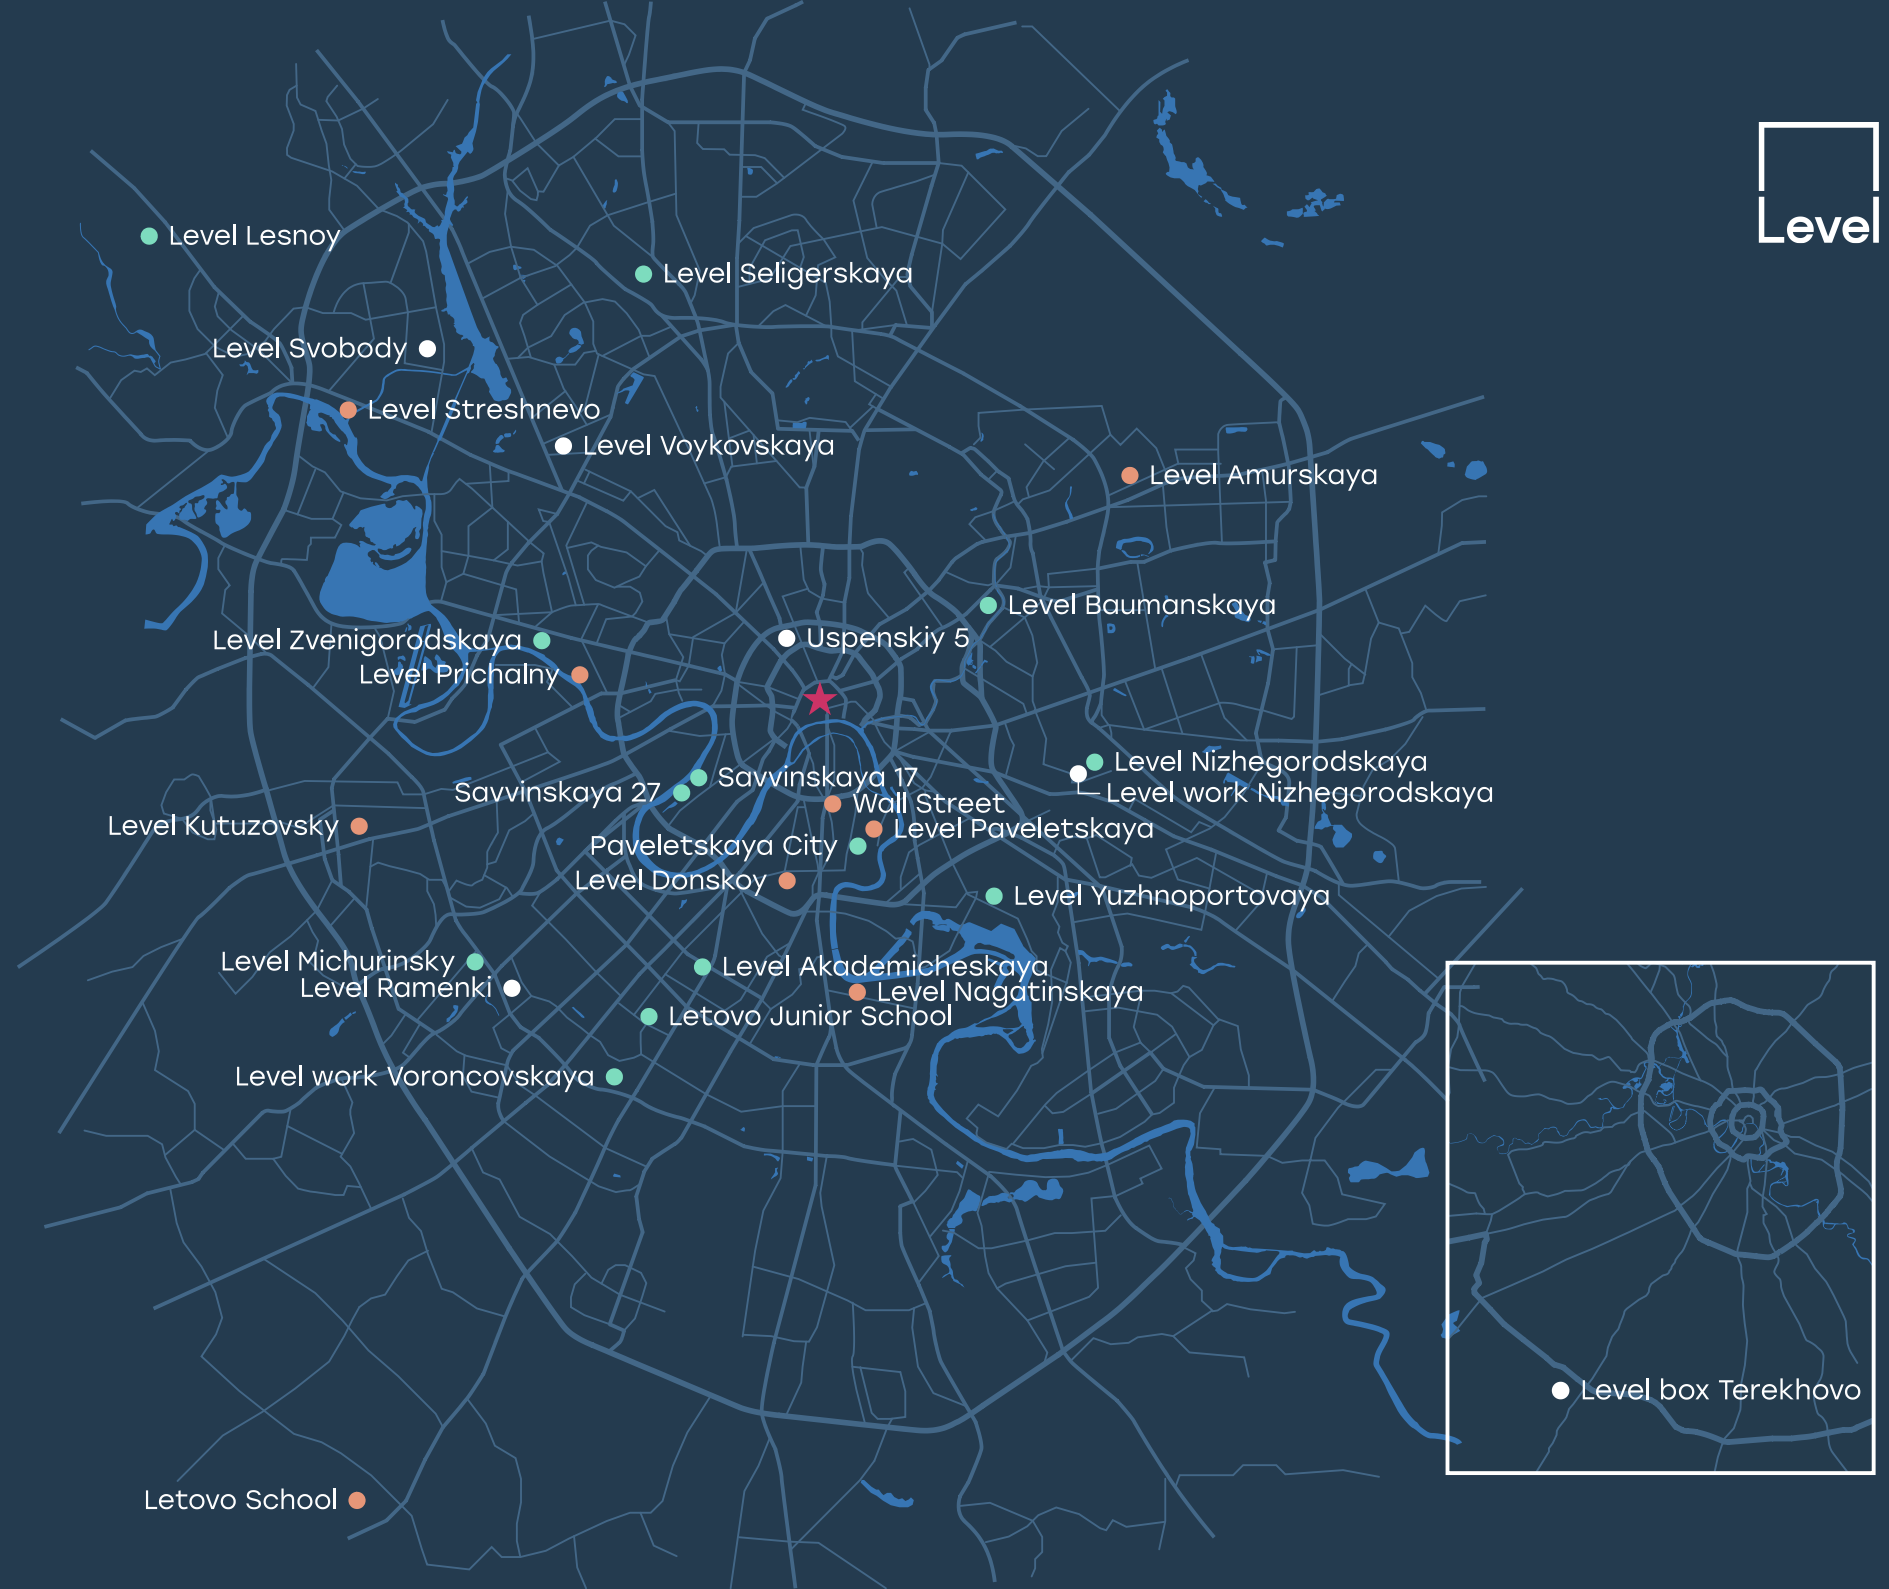 Level
Level Lesnoy
Level Seligerskaya
Level Svobody
Level Streshnevo
Level Voykovskaya
Level Amurskaya
Level Baumanskaya
Level Zvenigorodskaya
Uspenskiy 5
Level Prichalny
Level Nizhegorodskaya
Savvinskaya 17
Savvinskaya 27
Level work Nizhegorodskaya
Wall Street
Level Kutuzovsky
Level Paveletskaya
Paveletskaya City
Level Donskoy
Level Yuzhnoportovaya
Level Michurinsky
Level Akademicheskaya
Level Ramenki
Level Nagatinskaya
Letovo Junior School
Level work Voroncovskaya
Level box Terekhovo
Letovo School